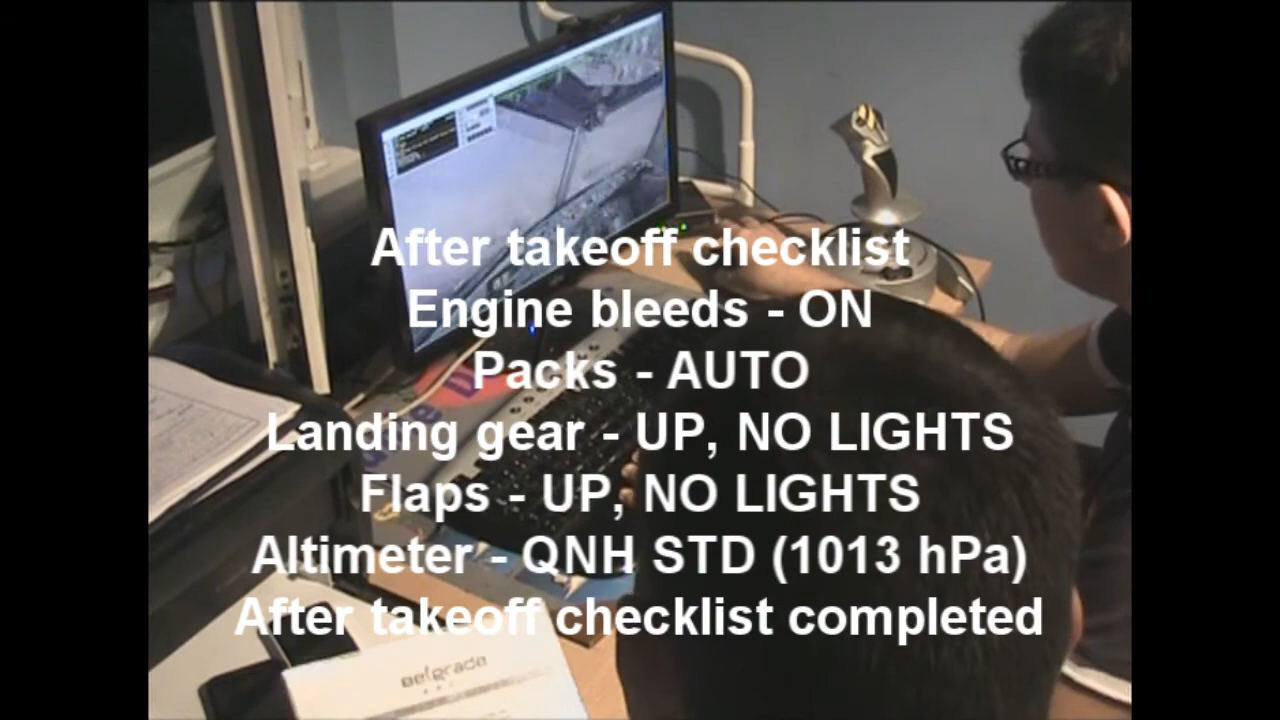 After takeoff checklist
Engine bleeds - ON
Packs - AUTO
Landing gear - UP, NO LIGHTS
Flaps - UP, NO LIGHTS
Altimeter - QNH STD (1013 hPa)
After takeoff checklist completed
belgrade